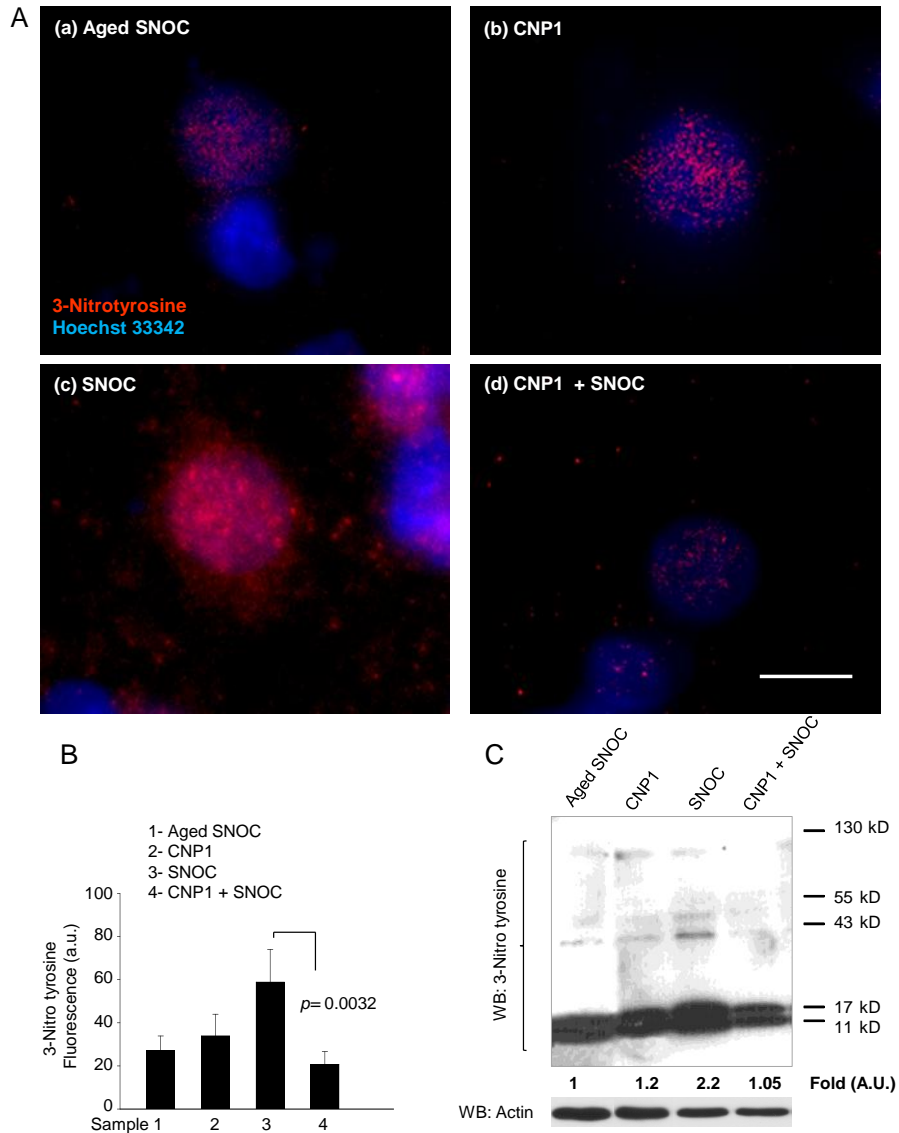 A
(a) Aged SNOC
(b) CNP1
3-Nitrotyrosine
Hoechst 33342
(c) SNOC
(d) CNP1 + SNOC
B
1- Aged SNOC
2- CNP1
3- SNOC
4- CNP1 + SNOC
3-Nitro tyrosine
Fluorescence (a.u.)
100
80
60
40
20
0
p= 0.0032
Sample 1 2 3 4
C
Aged SNOC
CNP1
SNOC
CNP1 + SNOC
WB: 3-Nitro tyrosine
130 kD
55 kD
43 kD
17 kD
11 kD
1 1.2 2.2 1.05 Fold (A.U.)
WB: Actin